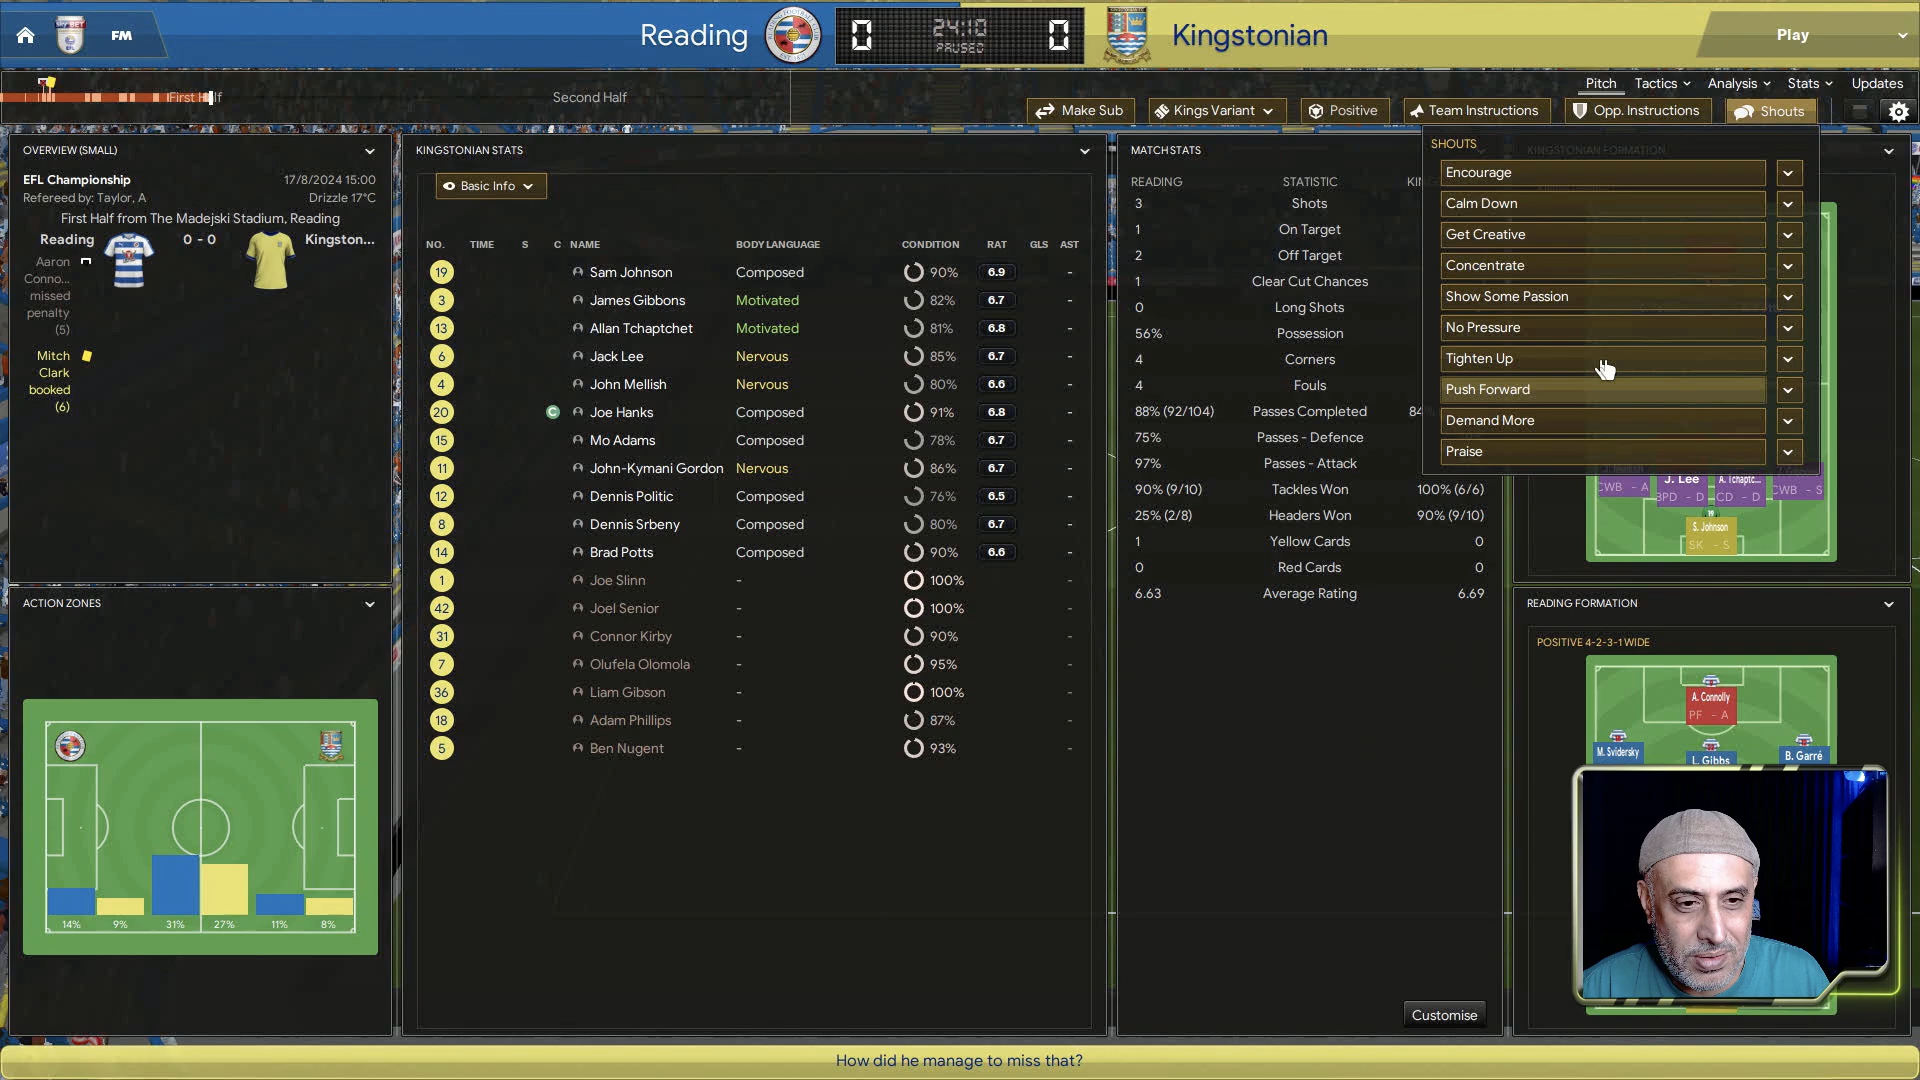 FM
Reading
0
24:10
PAUSED
0
Kingstonian
Play
First Half
Second Half
Pitch
Tactics
Analysis
Stats
Updates
Make Sub
Kings Variant
Positive
Team Instructions
Opp. Instructions
Shouts
OVERVIEW (SMALL)
EFL Championship
17/8/2024 15:00
Refereed by: Taylor, A
Drizzle 17°C
First Half from The Madejski Stadium, Reading
Reading
0 - 0
Kingston...
Aaron
Conno...
missed
penalty
(5)
Mitch
Clark
booked
(6)
ACTION ZONES
14%
9%
31%
27%
11%
8%
KINGSTONIAN STATS
Basic Info
NO. TIME S C NAME BODY LANGUAGE CONDITION RAT GLS AST
19 Sam Johnson Composed 90% 6.9 -
3 James Gibbons Motivated 82% 6.7 -
13 Allan Tchaptchet Motivated 81% 6.8 -
6 Jack Lee Nervous 85% 6.7 -
4 John Mellish Nervous 80% 6.6 -
20 C Joe Hanks Composed 91% 6.8 -
15 Mo Adams Composed 78% 6.7 -
11 John-Kymani Gordon Nervous 86% 6.7 -
12 Dennis Politic Composed 76% 6.5 -
8 Dennis Srbeny Composed 80% 6.7 -
14 Brad Potts Composed 90% 6.6 -
1 Joe Slinn - 100% -
42 Joel Senior - 100% -
31 Connor Kirby - 90% -
7 Olufela Olomola - 95% -
36 Liam Gibson - 100% -
18 Adam Phillips - 87% -
5 Ben Nugent - 93% -
MATCH STATS
READING STATISTIC
3 Shots
1 On Target
2 Off Target
1 Clear Cut Chances
0 Long Shots
56% Possession
4 Corners
4 Fouls
88% (92/104) Passes Completed 84
75% Passes - Defence
97% Passes - Attack
90% (9/10) Tackles Won 100% (6/6)
25% (2/8) Headers Won 90% (9/10)
1 Yellow Cards 0
0 Red Cards 0
6.63 Average Rating 6.69
Customise
SHOUTS
KINGSTONIAN FORMATION
Encourage
Calm Down
Get Creative
Concentrate
Show Some Passion
No Pressure
Tighten Up
Push Forward
Demand More
Praise
J. Lee
A. Tchaptc...
CWB - A
BPD - D
CD - D
CWB - S
19
S. Johnson
SK - S
READING FORMATION
POSITIVE 4-2-3-1 WIDE
A. Connolly
PF - A
M. Svidersky
L. Gibbs
B. Garré
How did he manage to miss that?